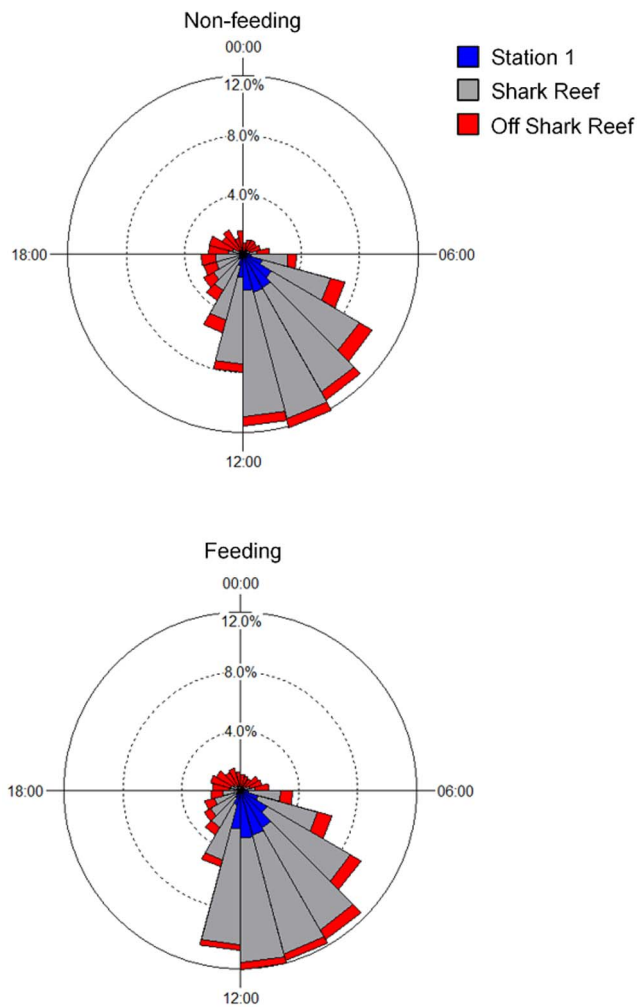 Non-feeding
00:00
Station 1
Shark Reef
Off Shark Reef
12.0%
8.0%
4.0%
18:00
06:00
12:00
Feeding
00:00
12.0%
8.0%
4.0%
18:00
06:00
12:00